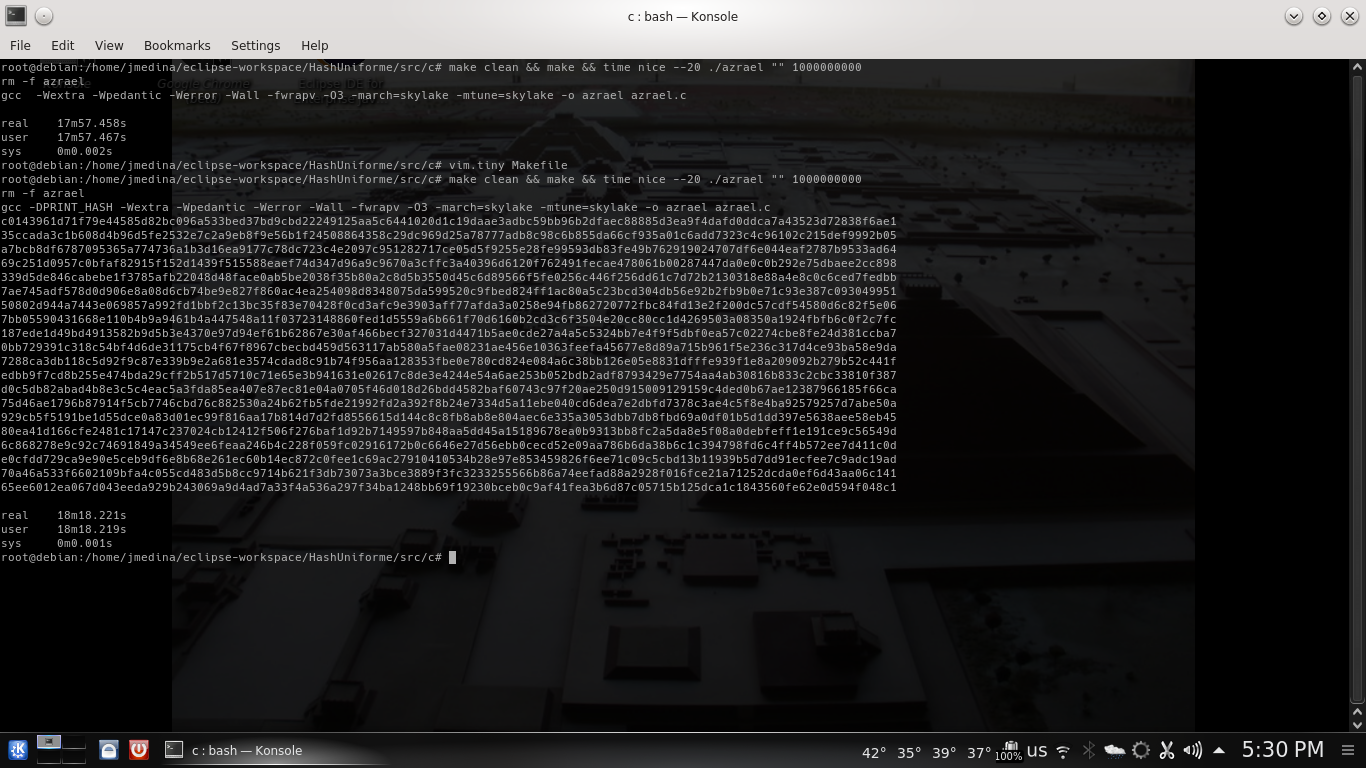 c : bash — Konsole
File Edit View Bookmarks Settings Help
root@debian:/home/jmedina/eclipse-workspace/HashUniforme/src/c# make clean && make && time nice --20 ./azrael "" 1000000000
rm -f azrael
gcc  -Wextra -Wpedantic -Werror -Wall -fwrapv -O3 -march=skylake -mtune=skylake -o azrael azrael.c
real 17m57.458s
user 17m57.467s
sys 0m0.002s
root@debian:/home/jmedina/eclipse-workspace/HashUniforme/src/c# vim.tiny Makefile
root@debian:/home/jmedina/eclipse-workspace/HashUniforme/src/c# make clean && make && time nice --20 ./azrael "" 1000000000
rm -f azrael
gcc -DPRINT_HASH -Wextra -Wpedantic -Werror -Wall -fwrapv -O3 -march=skylake -mtune=skylake -o azrael azrael.c
c0143961d71f79e44585d82bc096a533bed37bd9cbd22249125aa5c6441020d1c19daae3adbc59bb96b2dfaec88885d3ea9f4dafd0ddca7a43523d72838f6ae1
35ccada3c1b608d4b96d5fe2532e7c2a9eb8f9e56b1f24508864358c29dc969d25a78777adb8c98c6b855da66cf935a01c6add7323c4c96102c215def9992b05
a7bcb8df6787095365a774736a1b3d16ea9177c78dc723c4e2097c951282717ce05d5f9255e28fe99593db83fe49b762919024707df6e044eaf2787b9533ad64
69c251d0957c0bfaf82915f152d1439f515588eaef74d347d96a9c9670a3cffc3a40396d6120f762491fecae478061b00287447da0e0c0b292e75dbaee2cc898
339d5de846cabebe1f3785afb22048d48face0ab5be2038f35b80a2c8d5b3550d45c6d89566f5fe0256c446f256dd61c7d72b2130318e88a4e8c0c6ced7fedbb
7ae745adf578d0d906e8a08d6cb74be9e827f860ac4ea254098d8348075da599520c9fbed824ff1ac80a5c23bcd304db56e92b2fb9b0e71c93e387c093049951
50802d944a7443e069857a992fd1bbf2c13bc35f83e70428f0cd3afc9e3903aff77afda3a0258e94fb862720772fbc84fd13e2f200dc57cdf54580d6c82f5e06
7bb05590431668e110b4b9a9461b4a447548a11f03723148860fed1d5559a6b661f70d6160b2cd3c6f3504e20cc80cc1d4269503a08350a1924fbfb6c0f2c7fc
187ede1d49bd4913582b9d5b3e4370e97d94ef61b62867e30af466becf327031d4471b5ae0cde27a4a5c5324bb7e4f9f5dbf0ea57c02274cbe8fe24d381ccba7
0bb729391c318c54bf4d6de31175cb4f67f8967cbecbd459d563117ab580a5fae08231ae456e10363feefa45677e8d89a715b961f5e236c317d4ce93ba58e9da
7288ca3db118c5d92f9c87e339b9e2a681e3574cdad8c91b74f956aa128353fbe0e780cd824e084a6c38bb126e05e8831dfffe939f1e8a209092b279b52c441f
edbb9f7cd8b255e474bda29cff2b517d5710c71e65e3b941631e02617c8d3e4244e54a6ae253b052bdb2adf8793429e7754aa4ab30816b833c2cbc33810f387
d0c5db82abad4b8e3c5c4eac5a3fda85ea407e87ec81e04a0705f46d018d26bdd4582baf60743c97f20ae250d915009129159c4ded0b67ae12387966185f66ca
75d46ae1796b87914f5cb7746cbd76c882530a24b62fb5fde21992fd2a392f8b24e7334d5a11ebe040cd6dea7e2dbfd7378c3ae4c5f8e4ba92579257d7abe50a
929cb5f5191be1d55dce0a83d01ec99f816aa17b814d7d2fd8556615d144c8c8fb8ab8e804aec6e335a3053dbb7db8fbd69a0df01b5d1dd397e5638aee58eb45
80ea41d166cfe2481c17147c237024cb12412f506f276baf1d92b7149597b848aa5dd45a15189678ea0b9313bb8fc2a5da8e5f08a0debfeff1e191ce9c56549d
6c868278e9c92c74691849a34549ee6feaa246b4c228f059fc02916172b0c6646e27d56ebb0cecd52e09aa786b6da38b6c1c394798fd6c4ff4b572ee7d411c0d
e0cfdd729ca9e90e5ceb9df6e8b68e261ec60b14ec872c0fee1c69ac27910410534b28e97e853459826f6ee71c09c5cbd13b11939b5d7dd91ecfee7c9adc19ad
70a46a533f6602109bfa4c055cd483d5b8cc9714b621f3db73073a3bce3889f3fc3233255566b86a74eefad88a2928f016fce21a71252dcda0ef6d43aa06c141
65ee6012ea067d043eeda929b243069a9d4ad7a33f4a536a297f34ba1248bb69f19230bceb0c9af41fea3b6d87c05715b125dca1c1843560fe62e0d594f048c1
real 18m18.221s
user 18m18.219s
sys 0m0.001s
root@debian:/home/jmedina/eclipse-workspace/HashUniforme/src/c#
c : bash — Konsole
42° 35° 39° 37° 100% us 5:30 PM